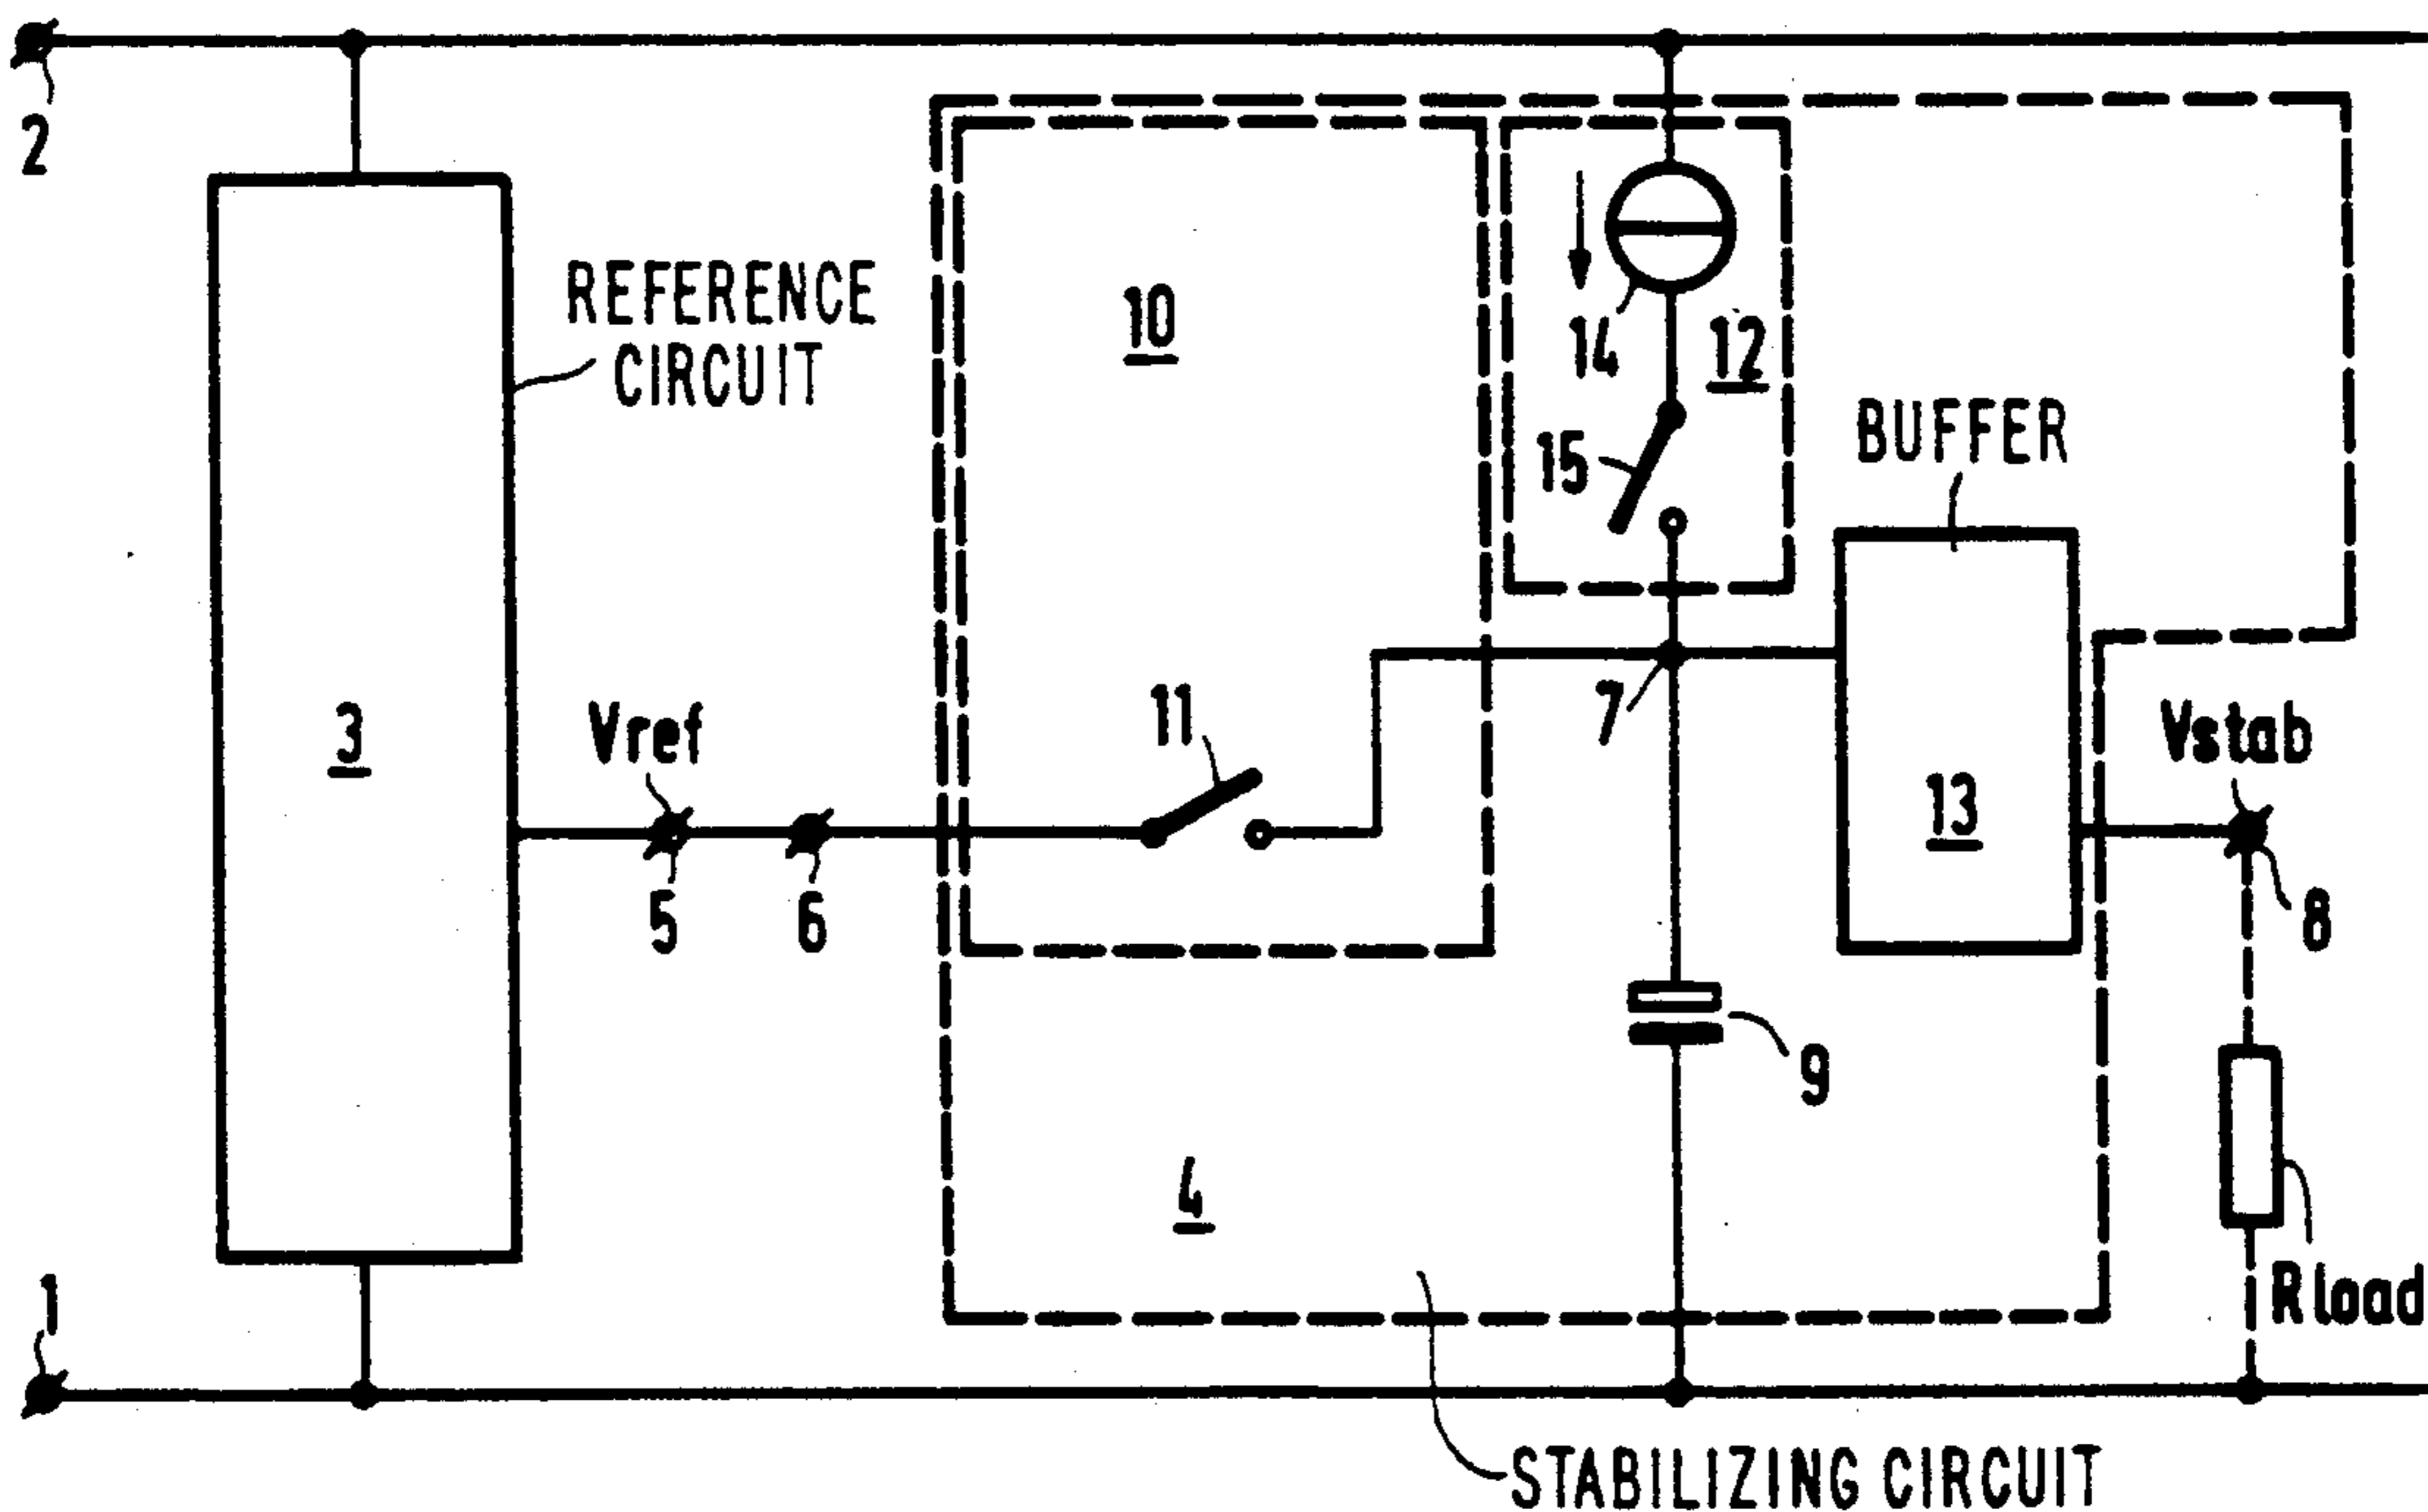 2
REFERENCE
CIRCUIT
10
14
12
15
BUFFER
3
Vref
11
7
13
Vstab
5
6
8
9
4
1
Rload
STABILIZING CIRCUIT